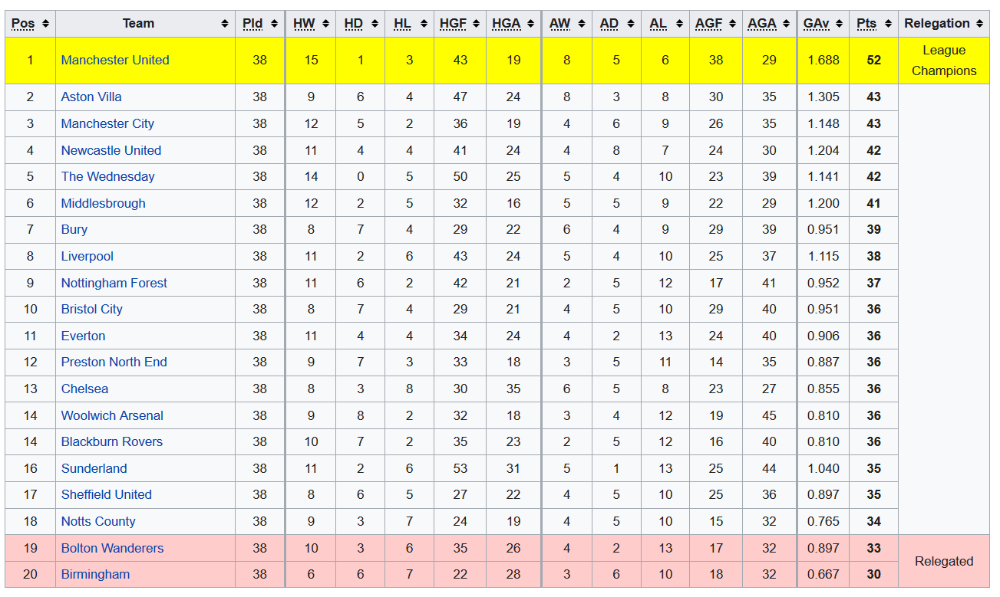 Pos Team Pld HW HD HL HGF HGA AW AD AL AGF AGA GAv Pts Relegation
1 Manchester United 38 15 1 3 43 19 8 5 6 38 29 1.688 52 League Champions
2 Aston Villa 38 9 6 4 47 24 8 3 8 30 35 1.305 43
3 Manchester City 38 12 5 2 36 19 4 6 9 26 35 1.148 43
4 Newcastle United 38 11 4 4 41 24 4 8 7 24 30 1.204 42
5 The Wednesday 38 14 0 5 50 25 5 4 10 23 39 1.141 42
6 Middlesbrough 38 12 2 5 32 16 5 5 9 22 29 1.200 41
7 Bury 38 8 7 4 29 22 6 4 9 29 39 0.951 39
8 Liverpool 38 11 2 6 43 24 5 4 10 25 37 1.115 38
9 Nottingham Forest 38 11 6 2 42 21 2 5 12 17 41 0.952 37
10 Bristol City 38 8 7 4 29 21 4 5 10 29 40 0.951 36
11 Everton 38 11 4 4 34 24 4 2 13 24 40 0.906 36
12 Preston North End 38 9 7 3 33 18 3 5 11 14 35 0.887 36
13 Chelsea 38 8 3 8 30 35 6 5 8 23 27 0.855 36
14 Woolwich Arsenal 38 9 8 2 32 18 3 4 12 19 45 0.810 36
14 Blackburn Rovers 38 10 7 2 35 23 2 5 12 16 40 0.810 36
16 Sunderland 38 11 2 6 53 31 5 1 13 25 44 1.040 35
17 Sheffield United 38 8 6 5 27 22 4 5 10 25 36 0.897 35
18 Notts County 38 9 3 7 24 19 4 5 10 15 32 0.765 34
19 Bolton Wanderers 38 10 3 6 35 26 4 2 13 17 32 0.897 33 Relegated
20 Birmingham 38 6 6 7 22 28 3 6 10 18 32 0.667 30